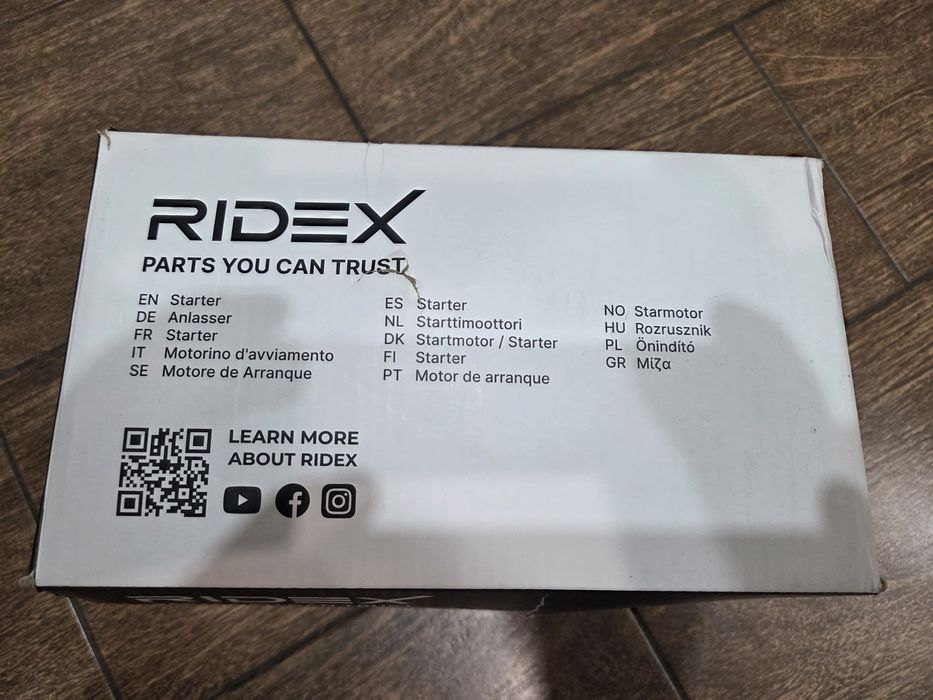 RIDEX
PARTS YOU CAN TRUST
EN Starter
DE Anlasser
FR Starter
IT Motorino d'avviamento
SE Motore de Arranque
ES Starter
NL Starttimoottori
DK Startmotor / Starter
FI Starter
PT Motor de arranque
NO Starmotor
HU Rozrusznik
PL Önindító
GR Μίζα
LEARN MORE
ABOUT RIDEX
RIDEX